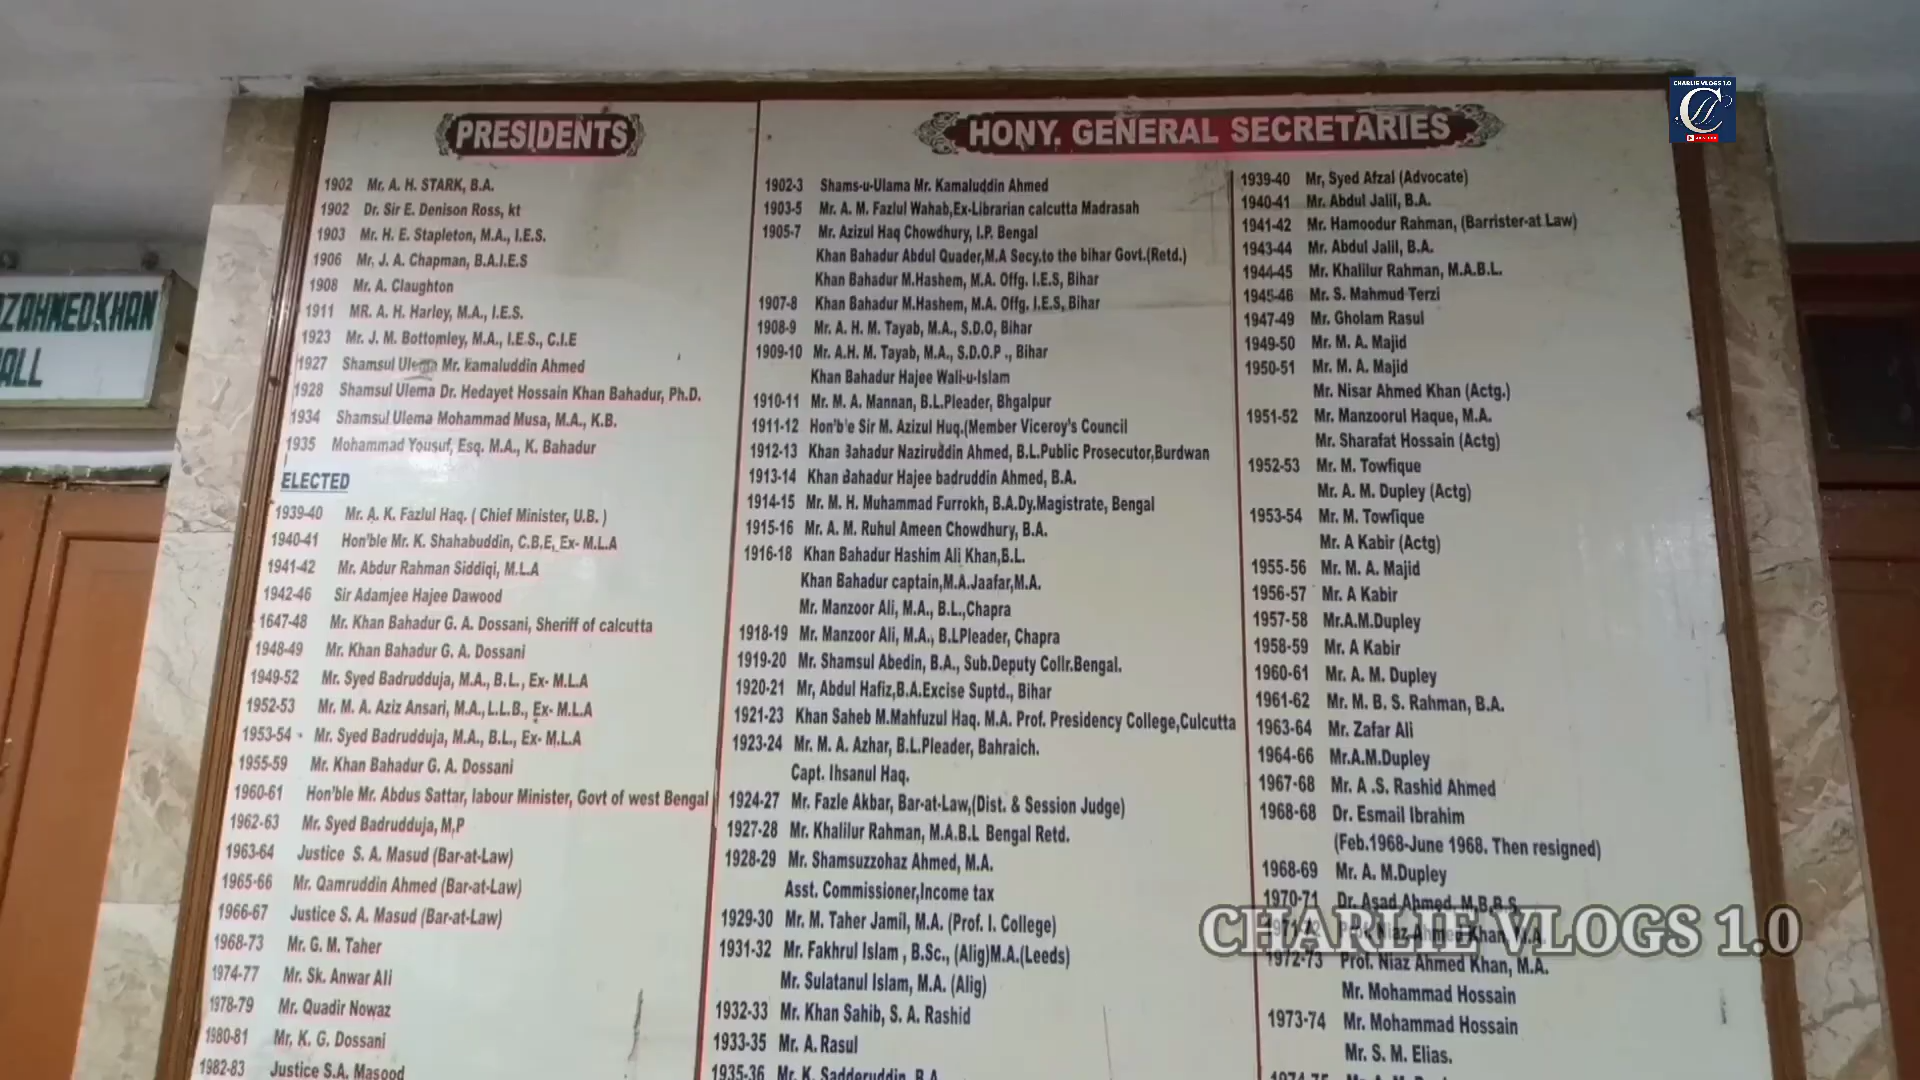 CHARLIE VLOGS 1.0
ZAHMED.KHAN
ALL
PRESIDENTS
1902 Mr. A. H. STARK, B.A.
1902 Dr. Sir E. Denison Ross, kt
1903 Mr. H. E. Stapleton, M.A., I.E.S.
1906 Mr. J. A. Chapman, B.A.I.E.S
1908 Mr. A. Claughton
1911 MR. A. H. Harley, M.A., I.E.S.
1923 Mr. J. M. Bottomley, M.A., I.E.S., C.I.E
1927 Shamsul Ulema Mr. Kamaluddin Ahmed
1928 Shamsul Ulema Dr. Hedayet Hossain Khan Bahadur, Ph.D.
1934 Shamsul Ulema Mohammad Musa, M.A., K.B.
1935 Mohammad Yousuf, Esq. M.A., K. Bahadur
ELECTED
1939-40 Mr. A. K. Fazlul Haq. ( Chief Minister, U.B. )
1940-41 Hon'ble Mr. K. Shahabuddin, C.B.E, Ex- M.L.A
1941-42 Mr. Abdur Rahman Siddiqi, M.L.A
1942-46 Sir Adamjee Hajee Dawood
1647-48 Mr. Khan Bahadur G. A. Dossani, Sheriff of calcutta
1948-49 Mr. Khan Bahadur G. A. Dossani
1949-52 Mr. Syed Badrudduja, M.A., B.L., Ex- M.L.A
1952-53 Mr. M. A. Aziz Ansari, M.A., L.L.B., Ex- M.L.A
1953-54 - Mr. Syed Badrudduja, M.A., B.L., Ex- M.L.A
1955-59 Mr. Khan Bahadur G. A. Dossani
1960-61 Hon'ble Mr. Abdus Sattar, labour Minister, Govt of west Bengal
1962-63 Mr. Syed Badrudduja, M,P
1963-64 Justice S. A. Masud (Bar-at-Law)
1965-66 Mr. Qamruddin Ahmed (Bar-at-Law)
1966-67 Justice S. A. Masud (Bar-at-Law)
1968-73 Mr. G. M. Taher
1974-77 Mr. Sk. Anwar Ali
1978-79 Mr. Quadir Nowaz
1980-81 Mr, K. G. Dossani
1982-83 Justice S.A. Masood
HONY. GENERAL SECRETARIES
1902-3 Shams-u-Ulama Mr. Kamaluddin Ahmed
1903-5 Mr. A. M. Fazlul Wahab,Ex-Librarian calcutta Madrasah
1905-7 Mr. Azizul Haq Chowdhury, I.P. Bengal
Khan Bahadur Abdul Quader,M.A Secy.to the bihar Govt.(Retd.)
Khan Bahadur M.Hashem, M.A. Offg. I.E.S, Bihar
1907-8 Khan Bahadur M.Hashem, M.A. Offg. I.E.S, Bihar
1908-9 Mr. A. H. M. Tayab, M.A., S.D.O, Bihar
1909-10 Mr. A.H. M. Tayab, M.A., S.D.O.P ., Bihar
Khan Bahadur Hajee Wali-u-Islam
1910-11 Mr. M. A. Mannan, B.L.Pleader, Bhgalpur
1911-12 Hon'b'e Sir M. Azizul Huq.(Member Viceroy's Council
1912-13 Khan Bahadur Naziruddin Ahmed, B.L.Public Prosecutor,Burdwan
1913-14 Khan Bahadur Hajee badruddin Ahmed, B.A.
1914-15 Mr. M. H. Muhammad Furrokh, B.A.Dy.Magistrate, Bengal
1915-16 Mr. A. M. Ruhul Ameen Chowdhury, B.A.
1916-18 Khan Bahadur Hashim Ali Khan,B.L.
Khan Bahadur captain,M.A.Jaafar,M.A.
Mr. Manzoor Ali, M.A., B.L.,Chapra
1918-19 Mr. Manzoor Ali, M.A., B.LPleader, Chapra
1919-20 Mr. Shamsul Abedin, B.A., Sub.Deputy Collr.Bengal.
1920-21 Mr, Abdul Hafiz,B.A.Excise Suptd., Bihar
1921-23 Khan Saheb M.Mahfuzul Haq. M.A. Prof. Presidency College,Culcutta
1923-24 Mr. M. A. Azhar, B.L.Pleader, Bahraich.
Capt. Ihsanul Haq.
1924-27 Mr. Fazle Akbar, Bar-at-Law,(Dist. & Session Judge)
1927-28 Mr. Khalilur Rahman, M.A.B.L Bengal Retd.
1928-29 Mr. Shamsuzzohaz Ahmed, M.A.
Asst. Commissioner,Income tax
1929-30 Mr. M. Taher Jamil, M.A. (Prof. I. College)
1931-32 Mr. Fakhrul Islam , B.Sc., (Alig)M.A.(Leeds)
Mr. Sulatanul Islam, M.A. (Alig)
1932-33 Mr. Khan Sahib, S. A. Rashid
1933-35 Mr. A. Rasul
1935-36 Mr. K. Sadderuddin, B.A.
1939-40 Mr, Syed Afzal (Advocate)
1940-41 Mr. Abdul Jalil, B.A.
1941-42 Mr. Hamoodur Rahman, (Barrister-at Law)
1943-44 Mr. Abdul Jalil, B.A.
1944-45 Mr. Khalilur Rahman, M.A.B.L.
1945-46 Mr. S. Mahmud Terzi
1947-49 Mr. Gholam Rasul
1949-50 Mr. M. A. Majid
1950-51 Mr. M. A. Majid
Mr. Nisar Ahmed Khan (Actg.)
1951-52 Mr. Manzoorul Haque, M.A.
Mr. Sharafat Hossain (Actg)
1952-53 Mr. M. Towfique
Mr. A. M. Dupley (Actg)
1953-54 Mr. M. Towfique
Mr. A Kabir (Actg)
1955-56 Mr. M. A. Majid
1956-57 Mr. A Kabir
1957-58 Mr.A.M.Dupley
1958-59 Mr. A Kabir
1960-61 Mr. A. M. Dupley
1961-62 Mr. M. B. S. Rahman, B.A.
1963-64 Mr. Zafar Ali
1964-66 Mr.A.M.Dupley
1967-68 Mr. A .S. Rashid Ahmed
1968-68 Dr. Esmail Ibrahim
(Feb.1968-June 1968. Then resigned)
1968-69 Mr. A. M.Dupley
1970-71 Dr. Asad Ahmed, M.B.B.S.
1971-72 Prof. Niaz Ahmed Khan, M.A.
1972-73 Prof. Niaz Ahmed Khan, M.A.
Mr. Mohammad Hossain
1973-74 Mr. Mohammad Hossain
Mr. S. M. Elias.
CHARLIE VLOGS 1.0